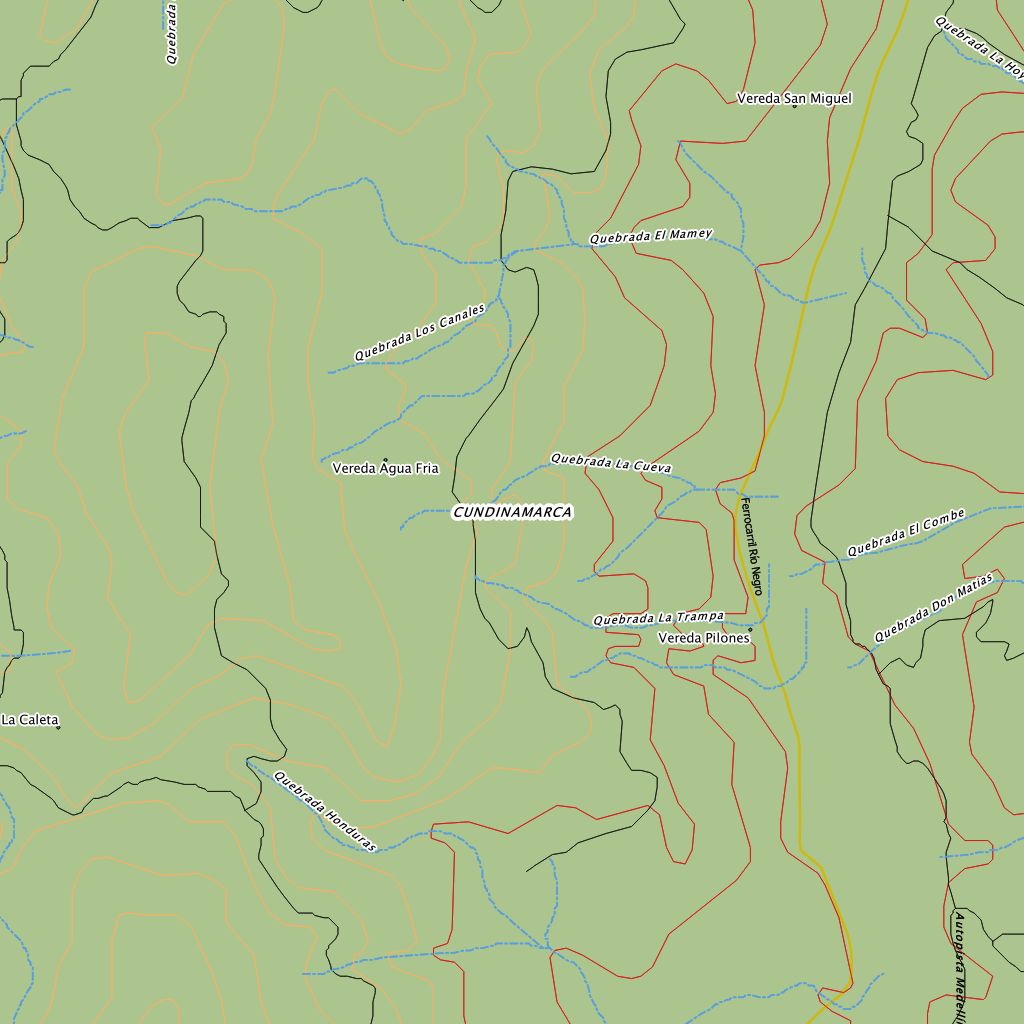 Quebrada
Quebrada La Hoy
Vereda San Miguel
Quebrada El Mamey
Quebrada Los Canales
Quebrada La Cueva
Vereda Agua Fria
CUNDINAMARCA
Ferrocarril Río Negro
Quebrada El Combe
Quebrada Don Matias
Quebrada La Trampa
Vereda Pilones
La Caleta
Quebrada Honduras
Autopista Medellí